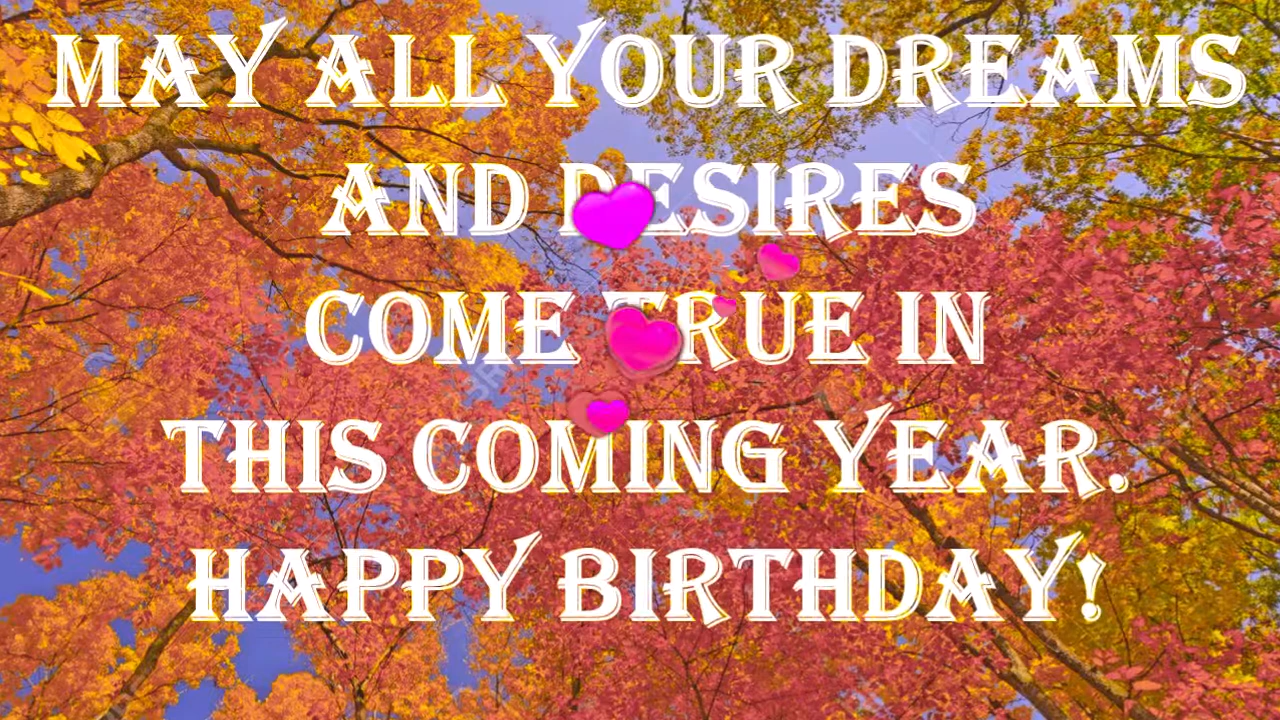 MAY ALL YOUR DREAMS
AND DESIRES
COME TRUE IN
THIS COMING YEAR.
HAPPY BIRTHDAY!